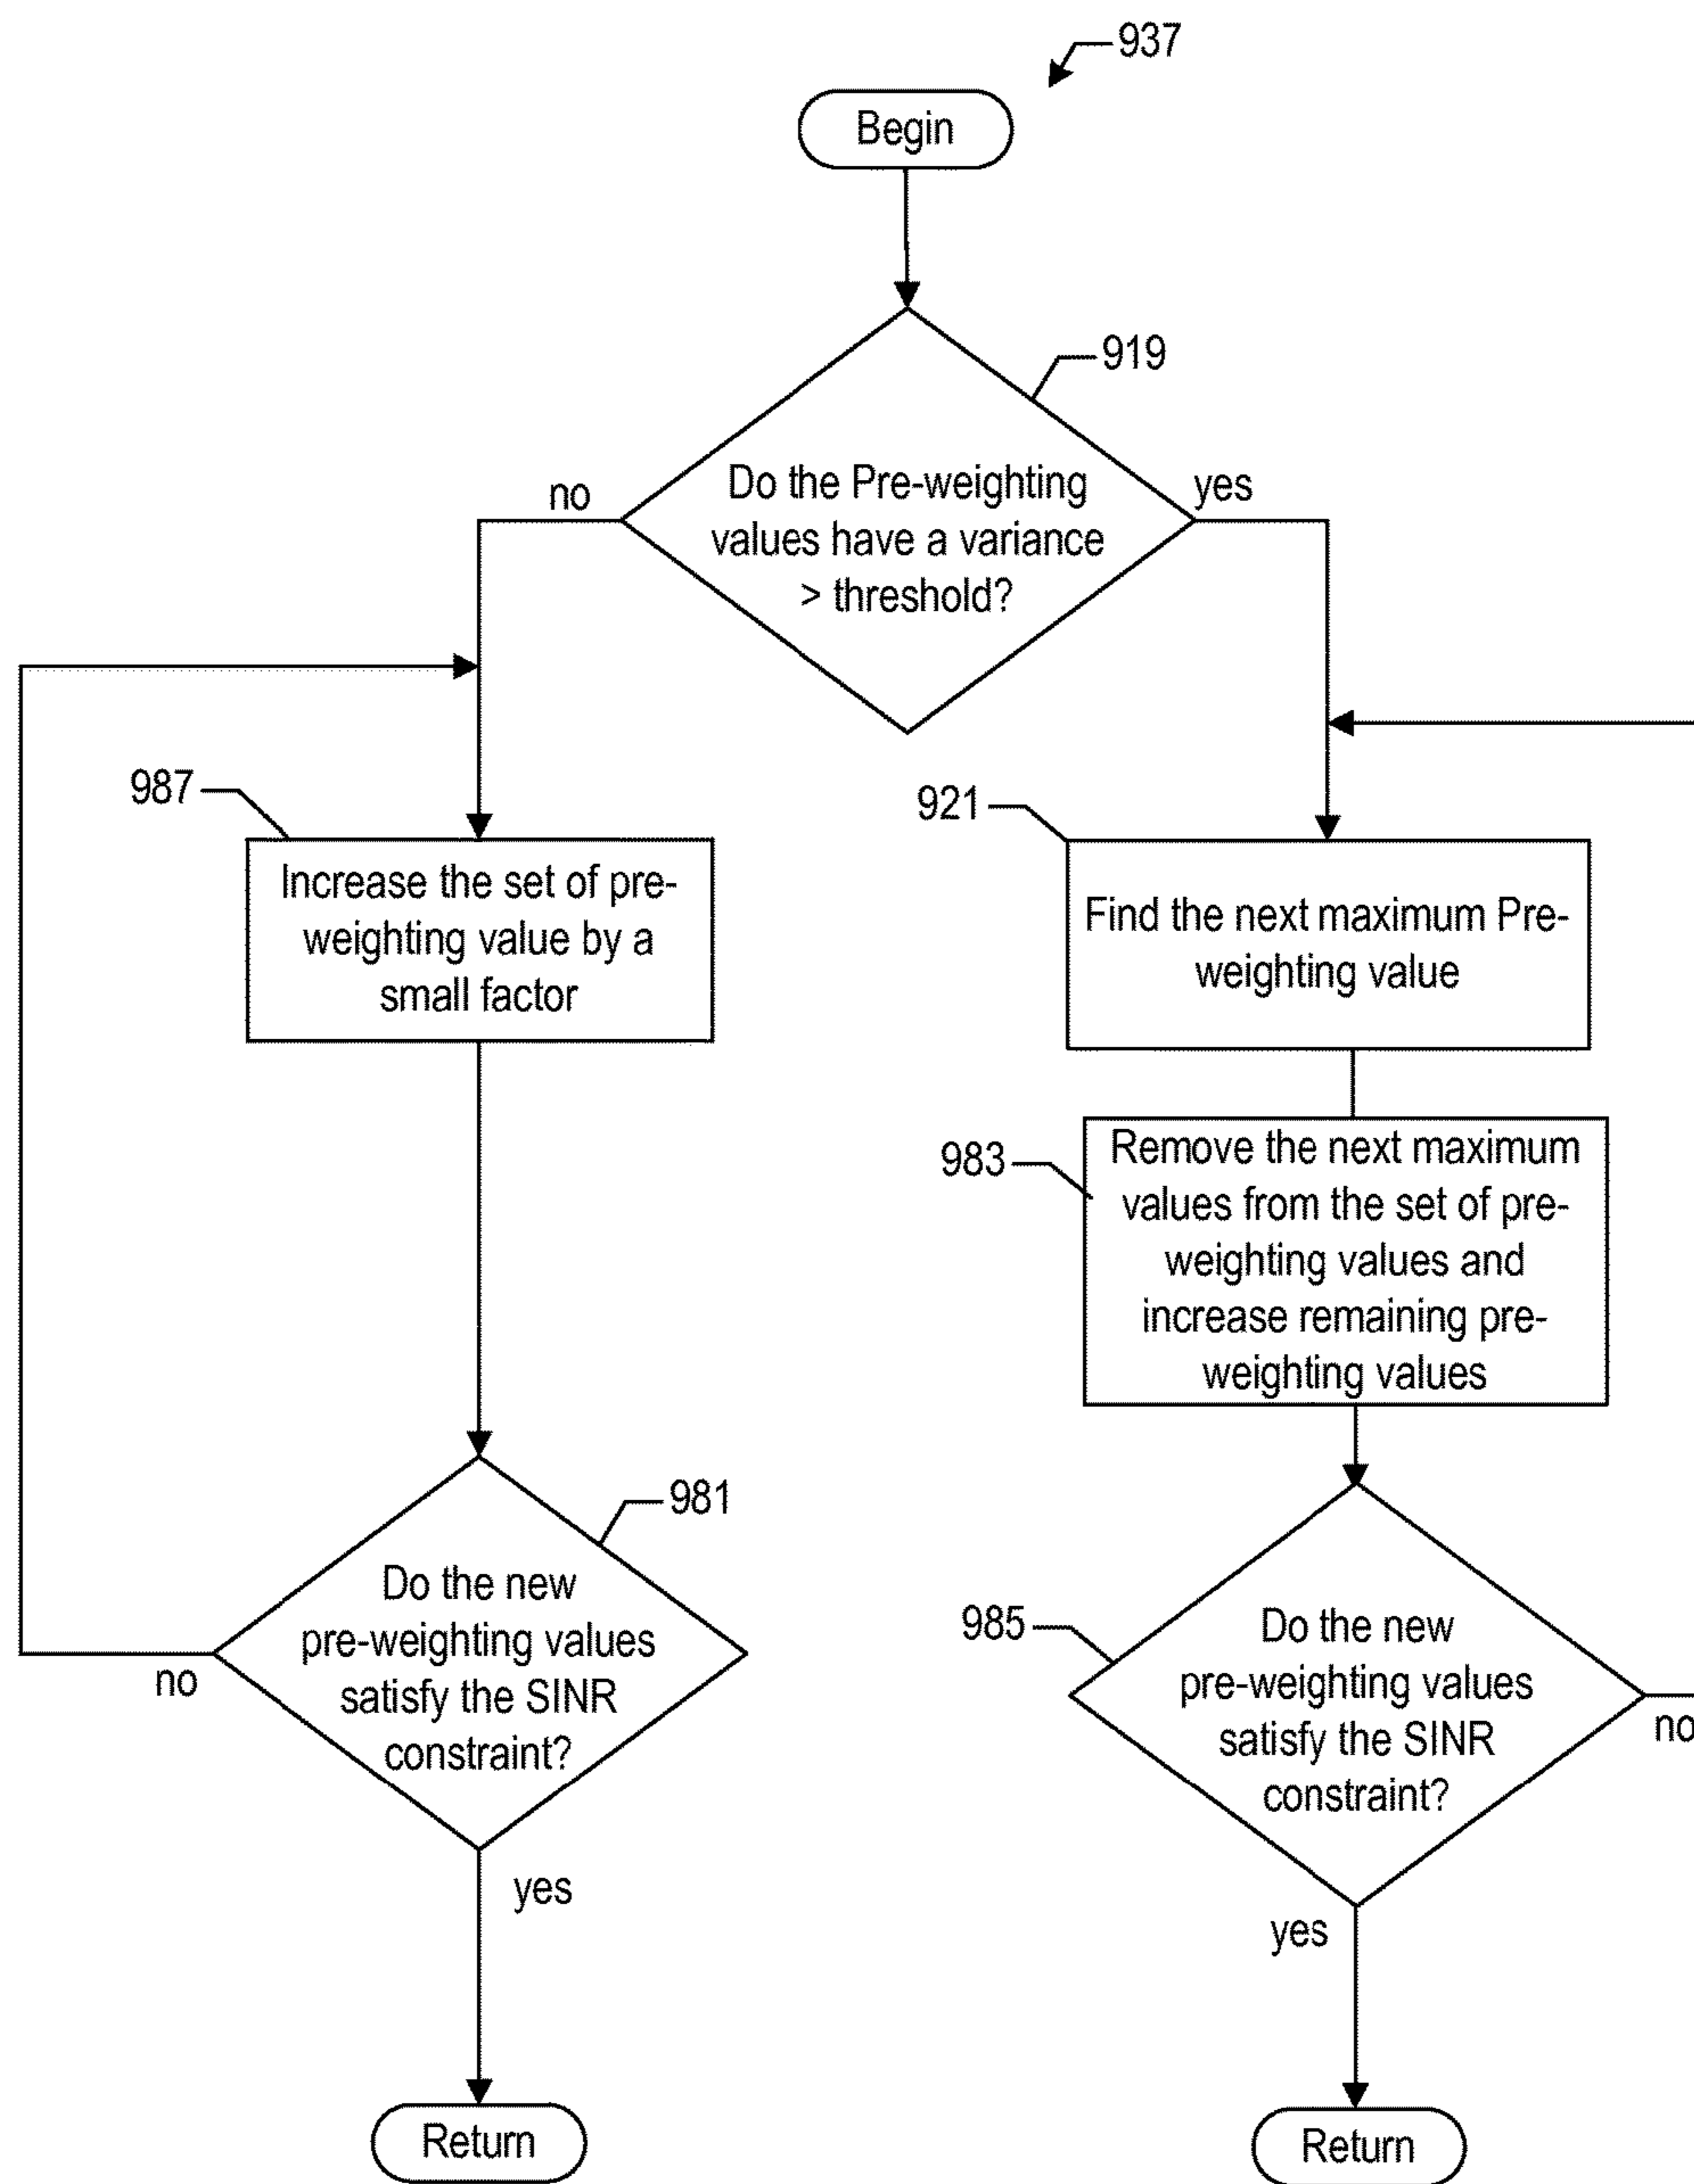 937
Begin
919
Do the Pre-weighting
values have a variance
> threshold?
no
yes
987
Increase the set of pre-
weighting value by a
small factor
921
Find the next maximum Pre-
weighting value
983
Remove the next maximum
values from the set of pre-
weighting values and
increase remaining pre-
weighting values
981
Do the new
pre-weighting values
satisfy the SINR
constraint?
no
yes
985
Do the new
pre-weighting values
satisfy the SINR
constraint?
no
yes
Return
Return